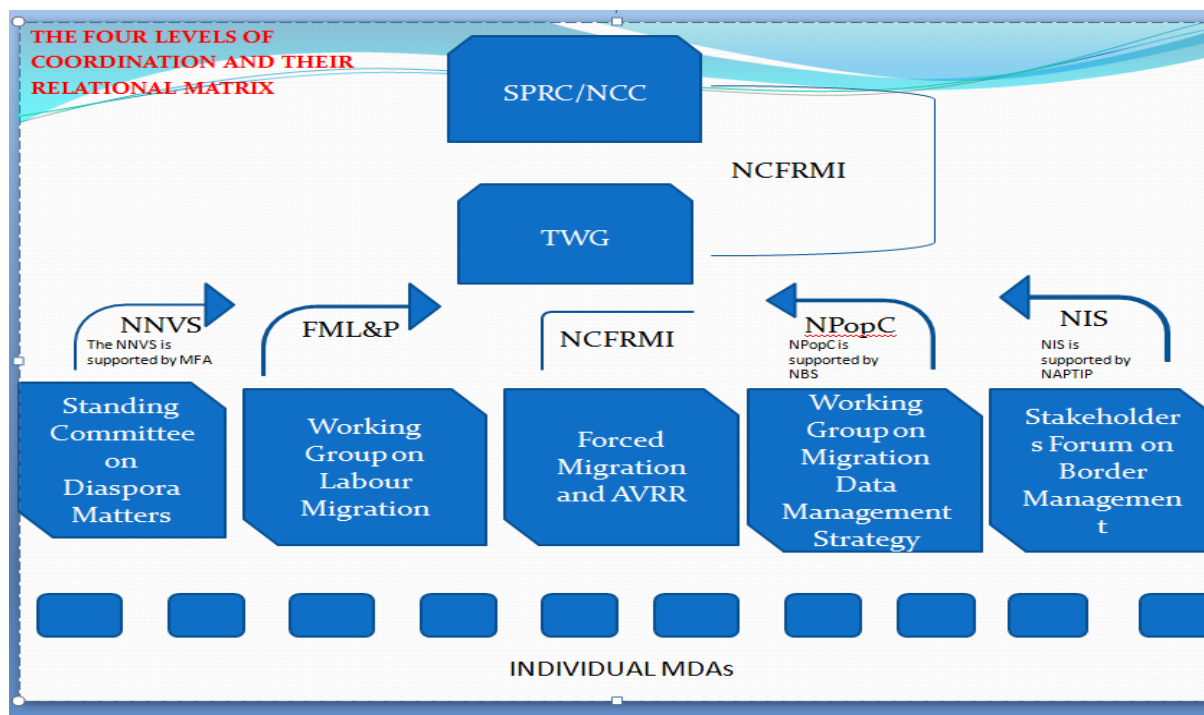 THE FOUR LEVELS OF
COORDINATION AND THEIR
RELATIONAL MATRIX
SPRC/NCC
NCFRMI
TWG
NNVS
The NNVS is
supported by MFA
FML&P
NCFRMI
NPopC
NPopC is
supported by
NBS
NIS
NIS is
supported by
NAPTIP
Standing
Committee
on
Diaspora
Matters
Working
Group on
Labour
Migration
Forced
Migration
and AVRR
Working
Group on
Migration
Data
Management
Strategy
Stakeholder
s Forum on
Border
Managemen
t
INDIVIDUAL MDAs